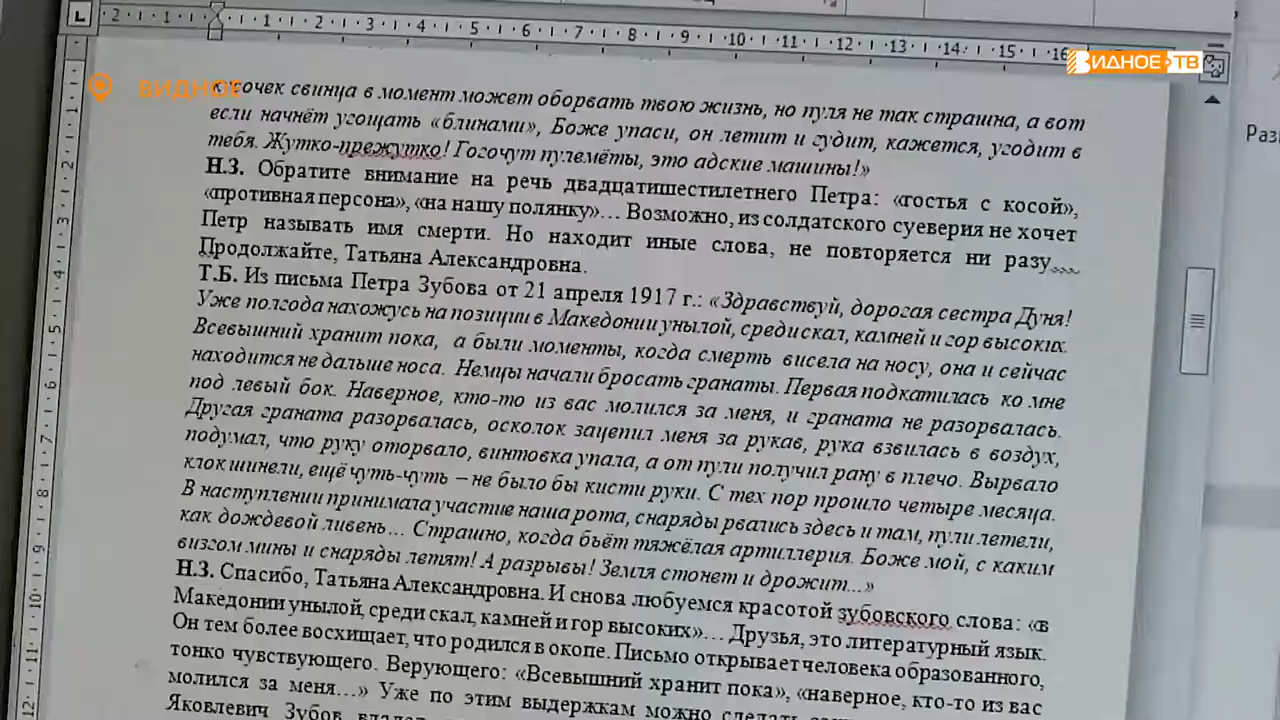 ВИДНОЕ ТВ
ВИДНОЕ
кусочек свинца в момент может оборвать твою жизнь, но пуля не так страшна, а вот
если начнёт угощать «блинами», Боже упаси, он летит и гудит, кажется, угодит в
тебя. Жутко-прежутко! Гогочут пулемёты, это адские машины!»
Н.З. Обратите внимание на речь двадцатишестилетнего Петра: «гостья с косой»,
«противная персона», «на нашу полянку»… Возможно, из солдатского суеверия не хочет
Петр называть имя смерти. Но находит иные слова, не повторяется ни разу….
Продолжайте, Татьяна Александровна.
Т.Б. Из письма Петра Зубова от 21 апреля 1917 г.: «Здравствуй, дорогая сестра Дуня!
Уже полгода нахожусь на позиции в Македонии унылой, среди скал, камней и гор высоких.
Всевышний хранит пока, а были моменты, когда смерть висела на носу, она и сейчас
находится не дальше носа. Немцы начали бросать гранаты. Первая подкатилась ко мне
под левый бок. Наверное, кто-то из вас молился за меня, и граната не разорвалась.
Другая граната разорвалась, осколок зацепил меня за рукав, рука взвилась в воздух,
подумал, что руку оторвало, винтовка упала, а от пули получил рану в плечо. Вырвало
клок шинели, ещё чуть-чуть – не было бы кисти руки. С тех пор прошло четыре месяца.
В наступлении принимала участие наша рота, снаряды рвались здесь и там, пули летели,
как дождевой ливень… Страшно, когда бьёт тяжёлая артиллерия. Боже мой, с каким
визгом мины и снаряды летят! А разрывы! Земля стонет и дрожит…»
Н.З. Спасибо, Татьяна Александровна. И снова любуемся красотой зубовского слова: «в
Македонии унылой, среди скал, камней и гор высоких»… Друзья, это литературный язык.
Он тем более восхищает, что родился в окопе. Письмо открывает человека образованного,
тонко чувствующего. Верующего: «Всевышний хранит пока», «наверное, кто-то из вас
молился за меня…» Уже по этим выдержкам можно сделать
Яковлевич Зубов